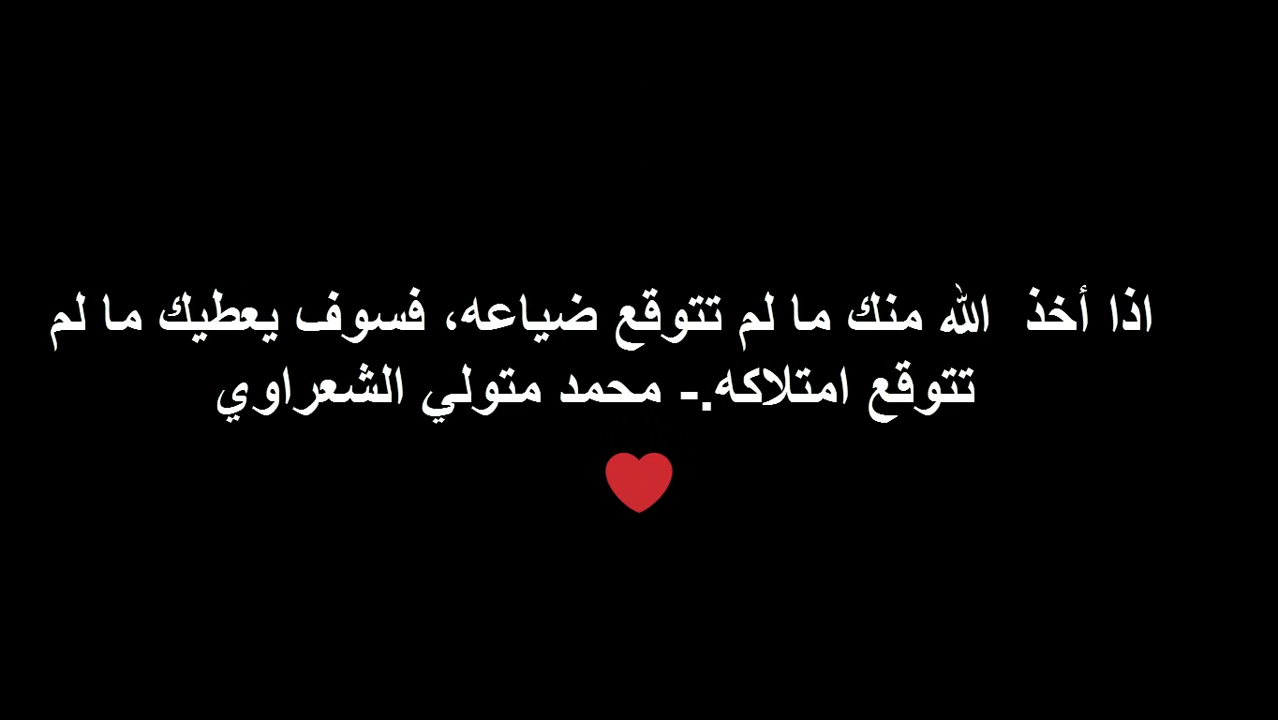 اذا أخذ  الله منك ما لم تتوقع ضياعه، فسوف يعطيك ما لم
تتوقع امتلاكه.- محمد متولي الشعراوي
❤️